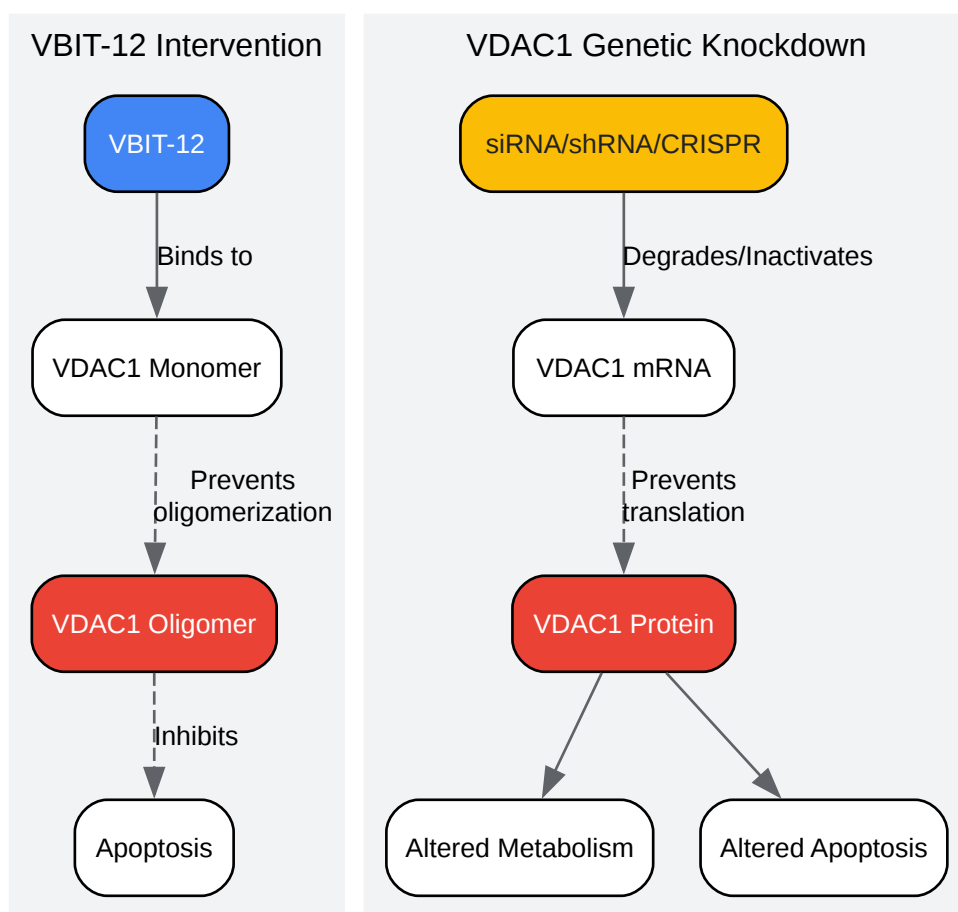 VBIT-12 Intervention
VBIT-12
Binds to
VDAC1 Monomer
Prevents
oligomerization
VDAC1 Oligomer
Inhibits
Apoptosis
VDAC1 Genetic Knockdown
siRNA/shRNA/CRISPR
Degrades/Inactivates
VDAC1 mRNA
Prevents
translation
VDAC1 Protein
Altered Metabolism
Altered Apoptosis